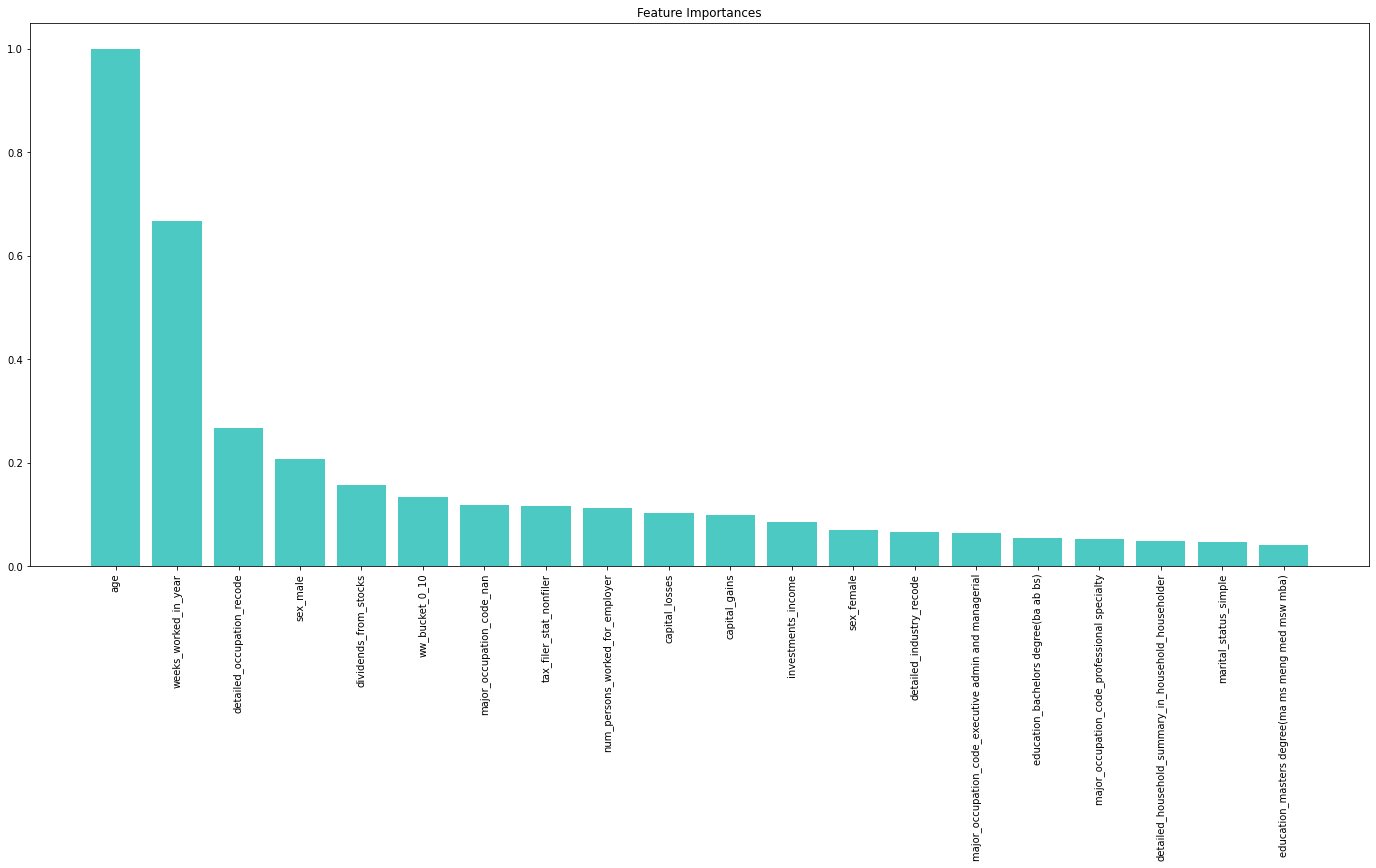 Feature Importances
1.0
0.8
0.6
0.4
0.2
0.0
age
weeks_worked_in_year
detailed_occupation_recode
sex_male
dividends_from_stocks
ww_bucket_0_10
major_occupation_code_nan
tax_filer_stat_nonfiler
num_persons_worked_for_employer
capital_losses
capital_gains
investments_income
sex_female
detailed_industry_recode
major_occupation_code_executive admin and managerial
education_bachelors degree(ba ab bs)
major_occupation_code_professional specialty
detailed_household_summary_in_household_householder
marital_status_simple
education_masters degree(ma ms meng med msw mba)